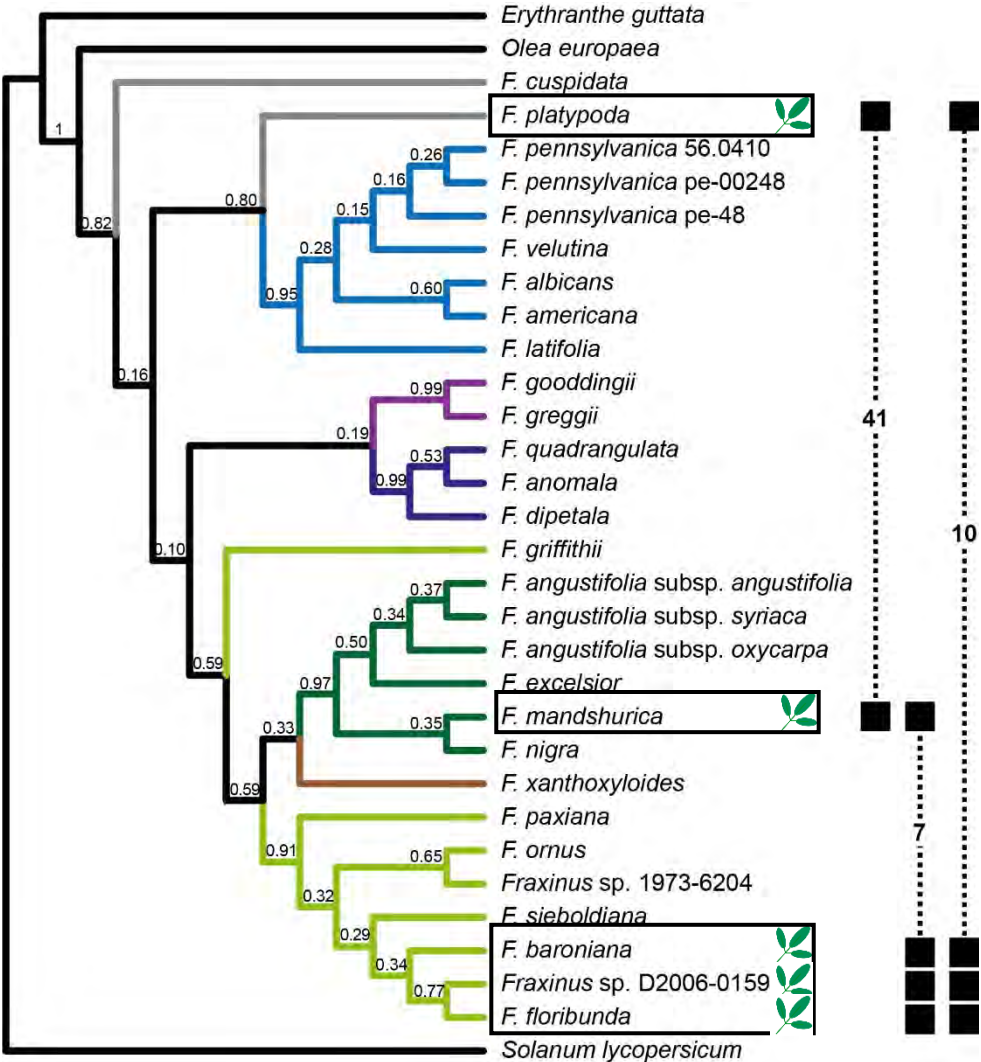 Erythranthe guttata
Olea europaea
1
F. cuspidata
F. platypoda
F. pennsylvanica 56.0410
0.26
F. pennsylvanica pe-00248
0.16
0.80
0.15
F. pennsylvanica pe-48
0.82
F. velutina
0.28
F. albicans
0.60
0.95
F. americana
F. latifolia
0.16
F. gooddingii
0.99
F. greggii
41
0.19
F. quadrangulata
0.53
F. anomala
0.99
F. dipetala
10
0.10
F. griffithii
F. angustifolia subsp. angustifolia
0.37
F. angustifolia subsp. syriaca
0.34
F. angustifolia subsp. oxycarpa
0.50
0.59
F. excelsior
0.97
F. mandshurica
0.33
0.35
F. nigra
F. xanthoxyloides
0.59
F. paxiana
7
0.91
F. ornus
0.65
Fraxinus sp. 1973-6204
0.32
F. sieboldiana
0.29
F. baroniana
0.34
Fraxinus sp. D2006-0159
0.77
F. floribunda
Solanum lycopersicum